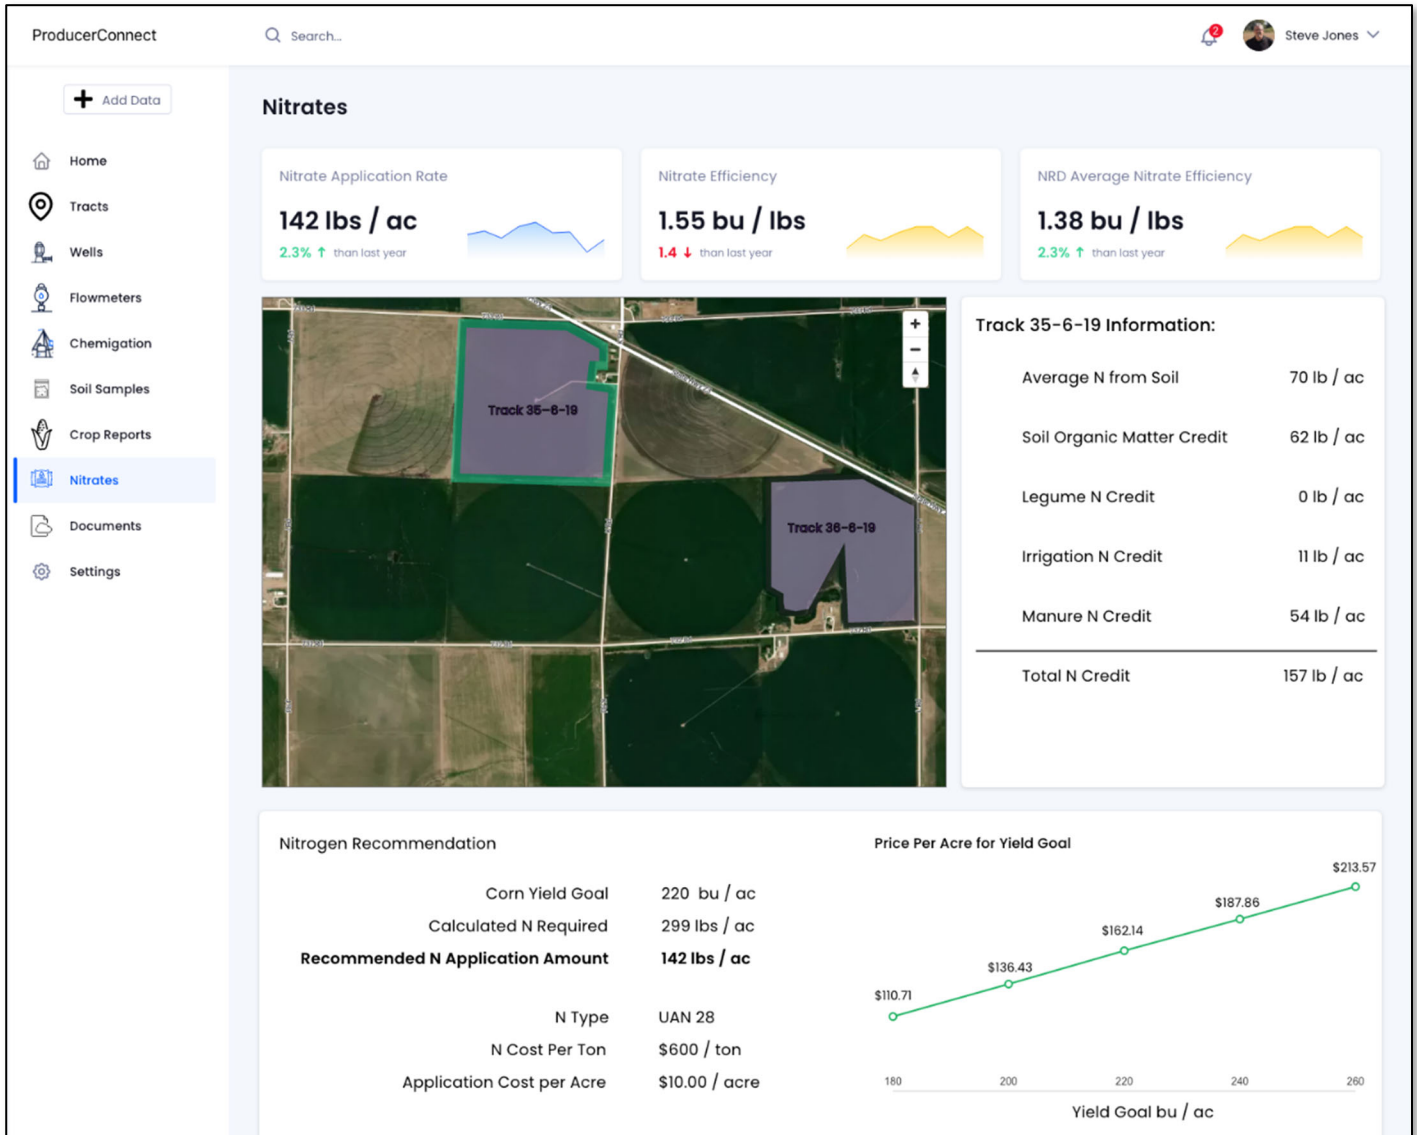 ProducerConnect
Search...
2
Steve Jones
Add Data
Home
Tracts
Wells
Flowmeters
Chemigation
Soil Samples
Crop Reports
Nitrates
Documents
Settings
Nitrates
Nitrate Application Rate
142 lbs / ac
2.3% ↑ than last year
Nitrate Efficiency
1.55 bu / lbs
1.4 ↓ than last year
NRD Average Nitrate Efficiency
1.38 bu / lbs
2.3% ↑ than last year
Track 35-6-19
Track 36-6-19
Track 35-6-19 Information:
Average N from Soil 70 lb / ac
Soil Organic Matter Credit 62 lb / ac
Legume N Credit 0 lb / ac
Irrigation N Credit 11 lb / ac
Manure N Credit 54 lb / ac
Total N Credit 157 lb / ac
Nitrogen Recommendation
Corn Yield Goal 220 bu / ac
Calculated N Required 299 lbs / ac
Recommended N Application Amount 142 lbs / ac
N Type UAN 28
N Cost Per Ton $600 / ton
Application Cost per Acre $10.00 / acre
Price Per Acre for Yield Goal
$110.71
$136.43
$162.14
$187.86
$213.57
180 200 220 240 260
Yield Goal bu / ac